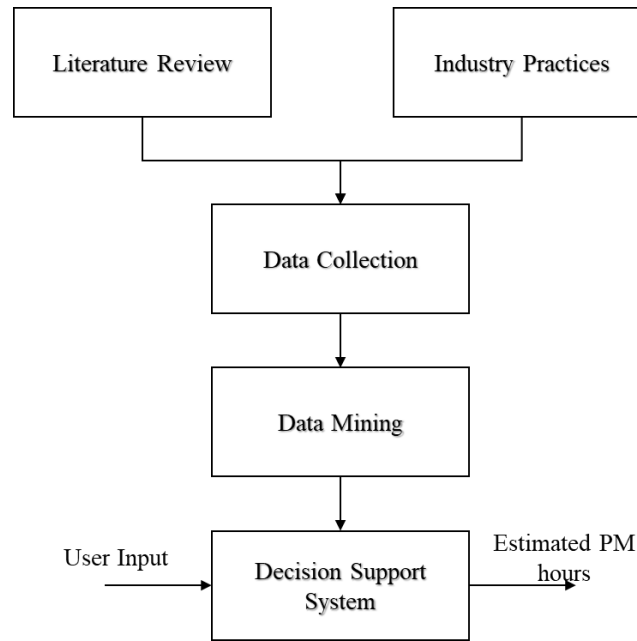 Literature Review
Industry Practices
Data Collection
Data Mining
User Input
Decision Support
System
Estimated PM
hours